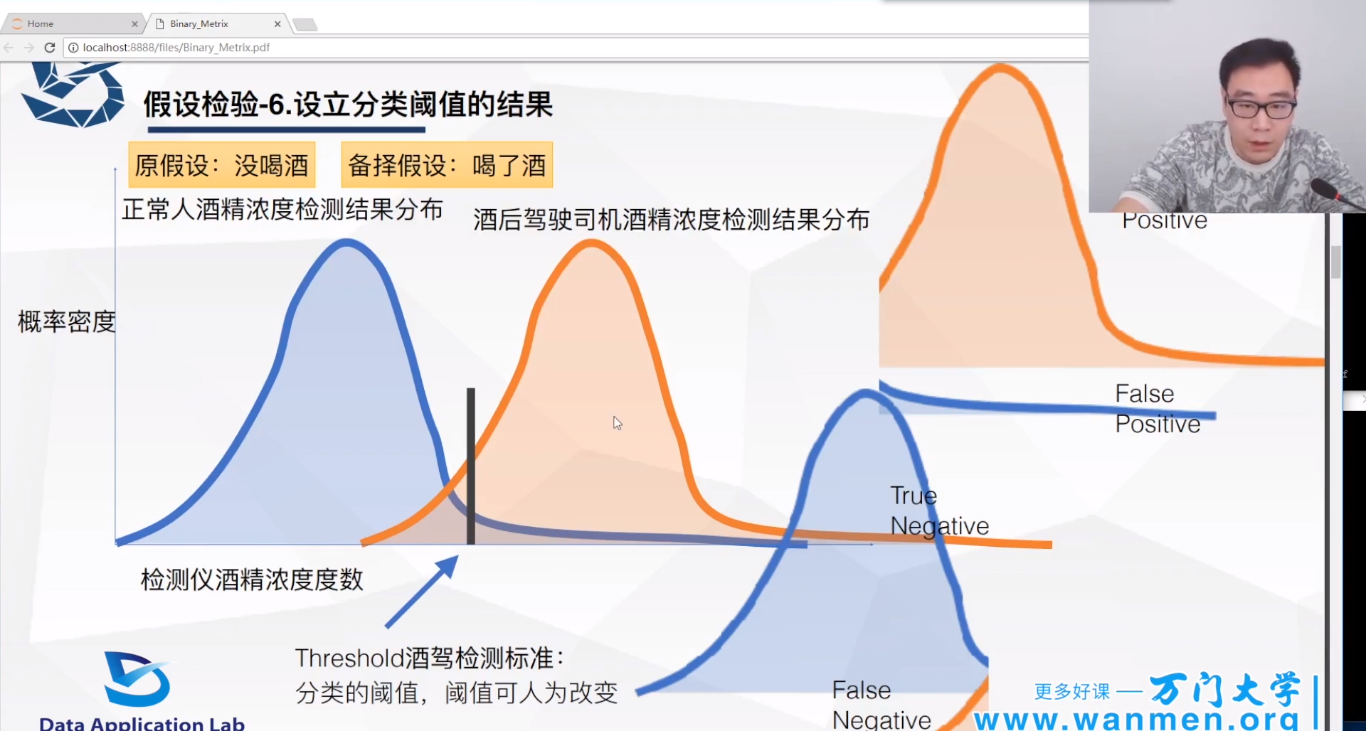 Home
Binary_Metrix
localhost:8888/files/Binary_Metrix.pdf
假设检验-6.设立分类阈值的结果
原假设：没喝酒
备择假设：喝了酒
正常人酒精浓度检测结果分布
酒后驾驶司机酒精浓度检测结果分布
Positive
概率密度
False
Positive
True
Negative
检测仪酒精浓度度数
Threshold酒驾检测标准：
分类的阈值，阈值可人为改变
False
Negative
Data Application Lab
更多好课 — 万门大学
www.wanmen.org